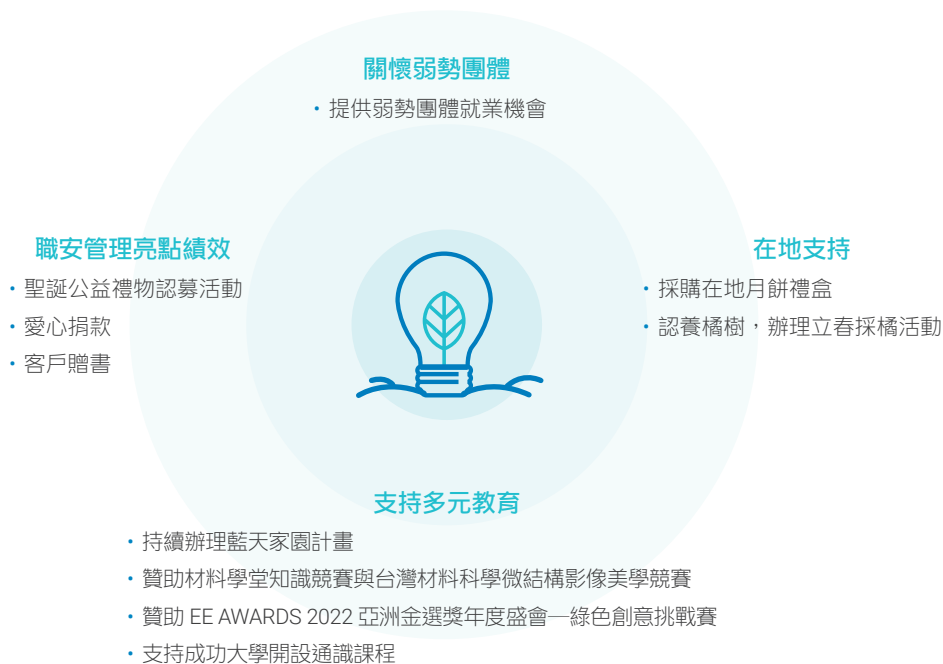 關懷弱勢團體
・提供弱勢團體就業機會
職安管理亮點績效
・聖誕公益禮物認募活動
・愛心捐款
・客戶贈書
在地支持
・採購在地月餅禮盒
・認養橘樹，辦理立春採橘活動
支持多元教育
・持續辦理藍天家園計畫
・贊助材料學堂知識競賽與台灣材料科學微結構影像美學競賽
・贊助 EE AWARDS 2022 亞洲金選獎年度盛會—綠色創意挑戰賽
・支持成功大學開設通識課程